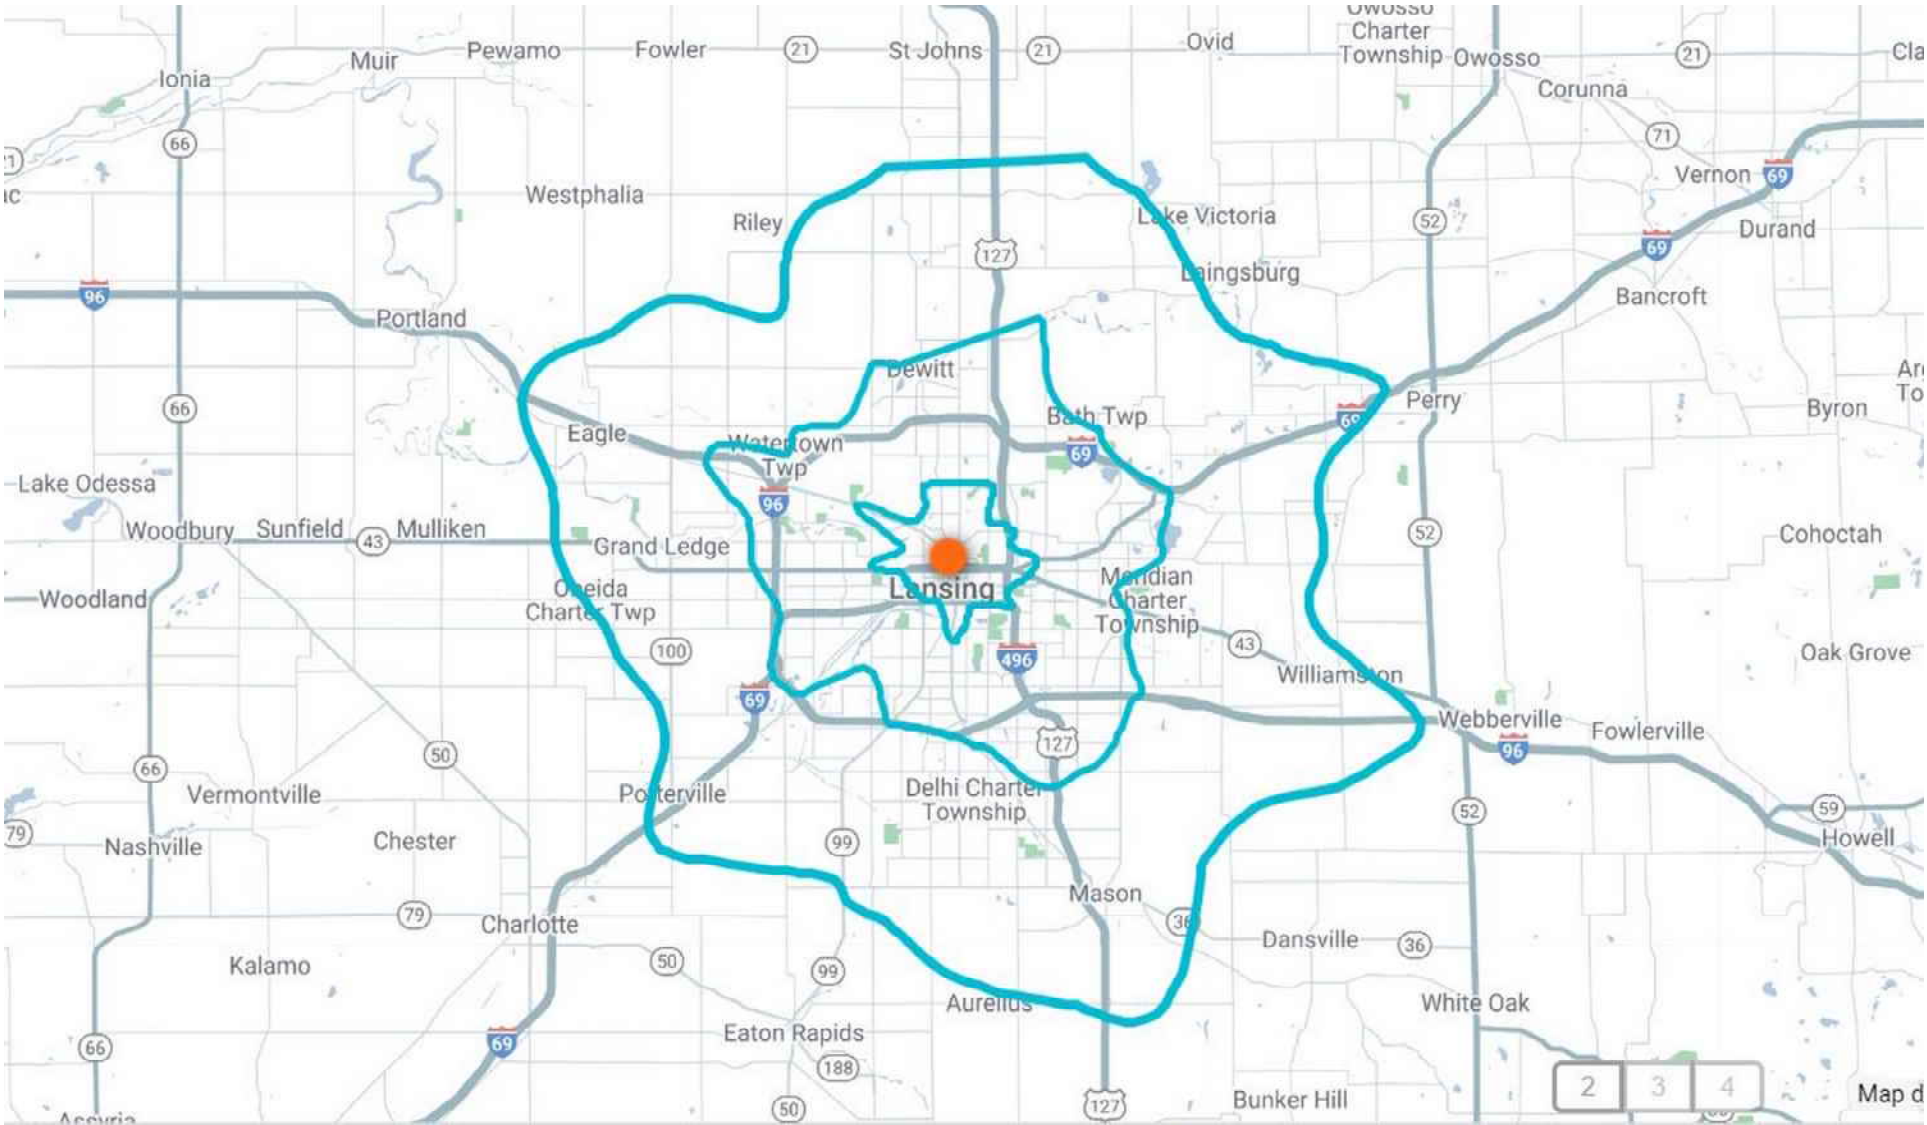 Owosso
Charter
Township
Ionia
Muir
Pewamo
Fowler
21
St Johns
21
Ovid
Owosso
21
Corunna
66
71
Vernon
69
Westphalia
Riley
Lake Victoria
52
Durand
127
69
Laingsburg
96
Bancroft
Portland
Dewitt
66
Perry
Byron
69
Bath Twp
Eagle
Watertown
Twp
69
96
Lake Odessa
Woodbury
Sunfield
43
Mulliken
52
Cohoctah
Grand Ledge
Lansing
Meridian
Charter
Township
Oneida
Charter Twp
Woodland
100
496
43
Oak Grove
Williamston
69
Webberville
Fowlerville
127
96
50
66
Vermontville
Potterville
Delhi Charter
Township
52
59
79
Nashville
Chester
99
Howell
Mason
79
Charlotte
36
Dansville
36
Kalamo
50
99
Aurelius
White Oak
Eaton Rapids
69
66
188
2
3
4
Map d
50
127
Bunker Hill
Assyria